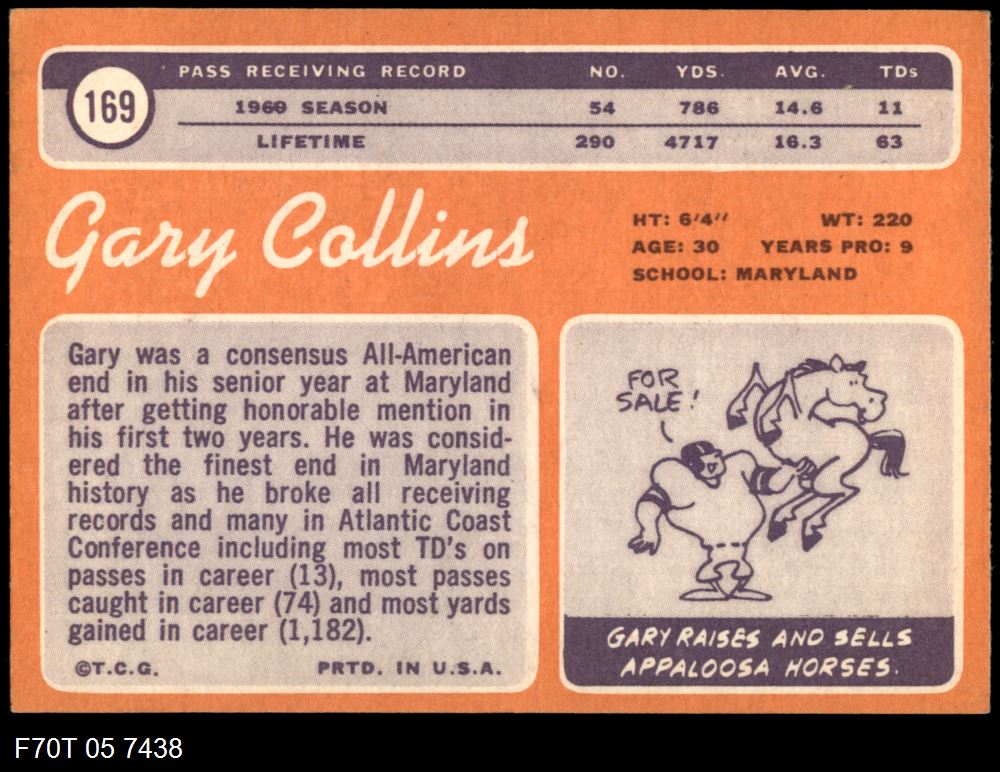 169
PASS RECEIVING RECORD NO. YDS. AVG. TDs
1969 SEASON 54 786 14.6 11
LIFETIME 290 4717 16.3 63
Gary Collins
HT: 6'4'' WT: 220
AGE: 30 YEARS PRO: 9
SCHOOL: MARYLAND
Gary was a consensus All-American
end in his senior year at Maryland
after getting honorable mention in
his first two years. He was consid-
ered the finest end in Maryland
history as he broke all receiving
records and many in Atlantic Coast
Conference including most TD's on
passes in career (13), most passes
caught in career (74) and most yards
gained in career (1,182).
©T.C.G. PRTD. IN U.S.A.
FOR
SALE!
GARY RAISES AND SELLS
APPALOOSA HORSES.
F70T 05 7438